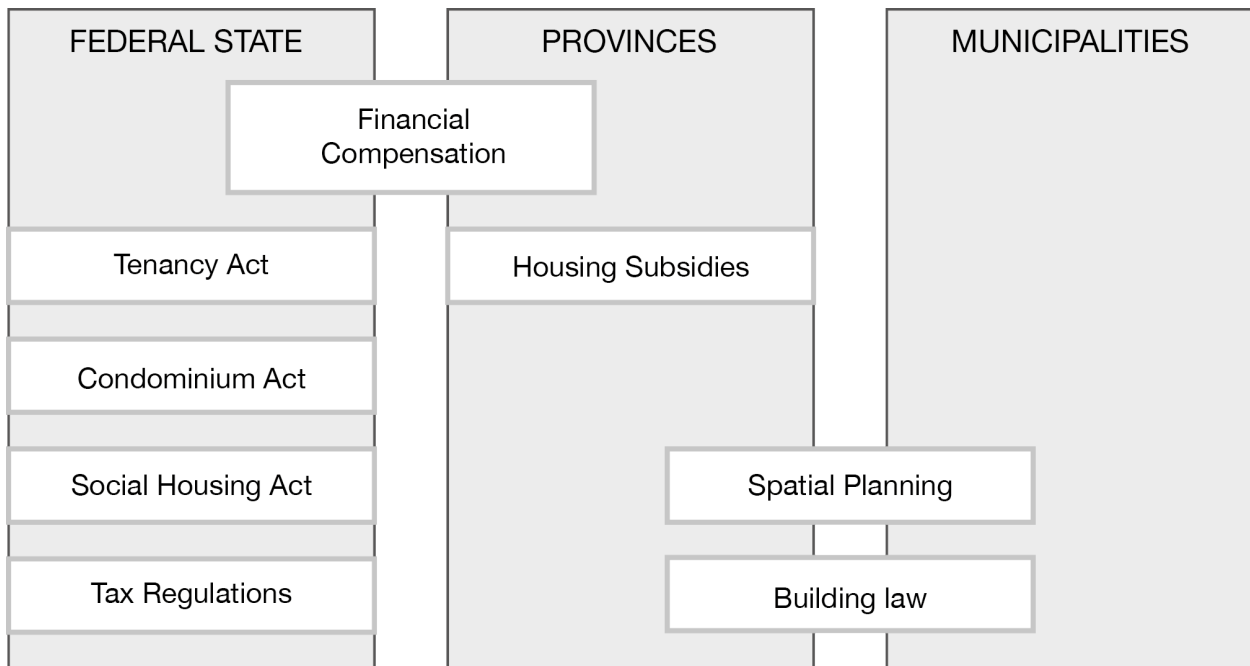 FEDERAL STATE
PROVINCES
MUNICIPALITIES
Financial
Compensation
Tenancy Act
Housing Subsidies
Condominium Act
Social Housing Act
Spatial Planning
Tax Regulations
Building law